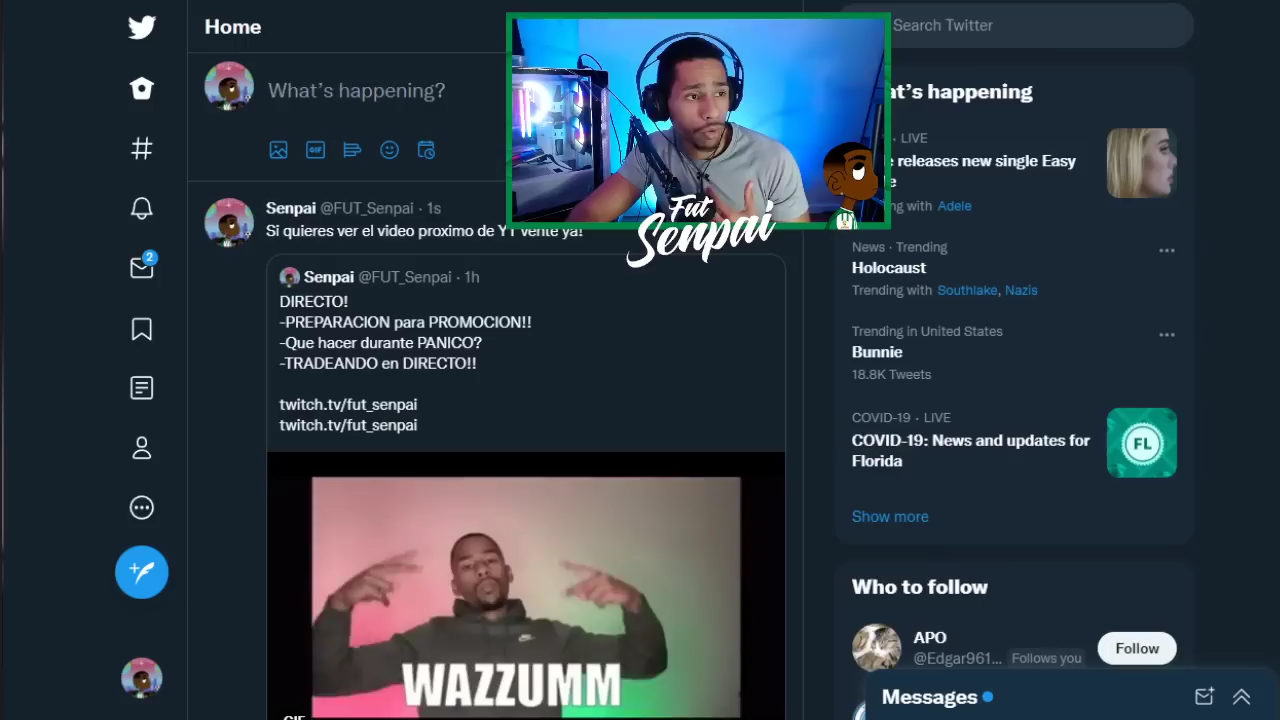 Home
What's happening?
GIF
Senpai @FUT_Senpai · 1s
Si quieres ver el video proximo de YT vente ya!
Senpai @FUT_Senpai · 1h
DIRECTO!
-PREPARACION para PROMOCION!!
-Que hacer durante PANICO?
-TRADEANDO en DIRECTO!!
twitch.tv/fut_senpai
twitch.tv/fut_senpai
WAZZUMM
GIF
2
Fut
Senpai
Search Twitter
at's happening
· LIVE
e releases new single Easy
e
ng with Adele
News · Trending
Holocaust
Trending with Southlake, Nazis
Trending in United States
Bunnie
18.8K Tweets
COVID-19 · LIVE
COVID-19: News and updates for
Florida
FL
Show more
Who to follow
APO
@Edgar961... Follows you
Follow
Messages